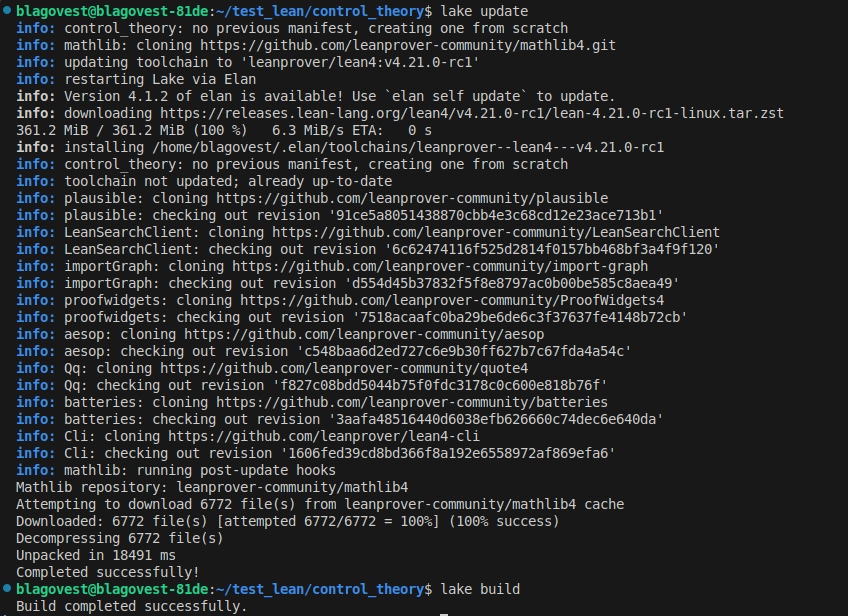 blagovest@blagovest-81de:~/test_lean/control_theory$ lake update
info: control_theory: no previous manifest, creating one from scratch
info: mathlib: cloning https://github.com/leanprover-community/mathlib4.git
info: updating toolchain to 'leanprover/lean4:v4.21.0-rc1'
info: restarting Lake via Elan
info: Version 4.1.2 of elan is available! Use `elan self update` to update.
info: downloading https://releases.lean-lang.org/lean4/v4.21.0-rc1/lean-4.21.0-rc1-linux.tar.zst
361.2 MiB / 361.2 MiB (100 %)   6.3 MiB/s ETA:   0 s
info: installing /home/blagovest/.elan/toolchains/leanprover--lean4---v4.21.0-rc1
info: control_theory: no previous manifest, creating one from scratch
info: toolchain not updated; already up-to-date
info: plausible: cloning https://github.com/leanprover-community/plausible
info: plausible: checking out revision '91ce5a8051438870cbb4e3c68cd12e23ace713b1'
info: LeanSearchClient: cloning https://github.com/leanprover-community/LeanSearchClient
info: LeanSearchClient: checking out revision '6c62474116f525d2814f0157bb468bf3a4f9f120'
info: importGraph: cloning https://github.com/leanprover-community/import-graph
info: importGraph: checking out revision 'd554d45b37832f5f8e8797ac0b00be585c8aea49'
info: proofwidgets: cloning https://github.com/leanprover-community/ProofWidgets4
info: proofwidgets: checking out revision '7518acaafc0ba29be6de6c3f37637fe4148b72cb'
info: aesop: cloning https://github.com/leanprover-community/aesop
info: aesop: checking out revision 'c548baa6d2ed727c6e9b30ff627b7c67fda4a54c'
info: Qq: cloning https://github.com/leanprover-community/quote4
info: Qq: checking out revision 'f827c08bdd5044b75f0fdc3178c0c600e818b76f'
info: batteries: cloning https://github.com/leanprover-community/batteries
info: batteries: checking out revision '3aafa48516440d6038efb626660c74dec6e640da'
info: Cli: cloning https://github.com/leanprover/lean4-cli
info: Cli: checking out revision '1606fed39cd8bd366f8a192e6558972af869efa6'
info: mathlib: running post-update hooks
Mathlib repository: leanprover-community/mathlib4
Attempting to download 6772 file(s) from leanprover-community/mathlib4 cache
Downloaded: 6772 file(s) [attempted 6772/6772 = 100%] (100% success)
Decompressing 6772 file(s)
Unpacked in 18491 ms
Completed successfully!
blagovest@blagovest-81de:~/test_lean/control_theory$ lake build
Build completed successfully.